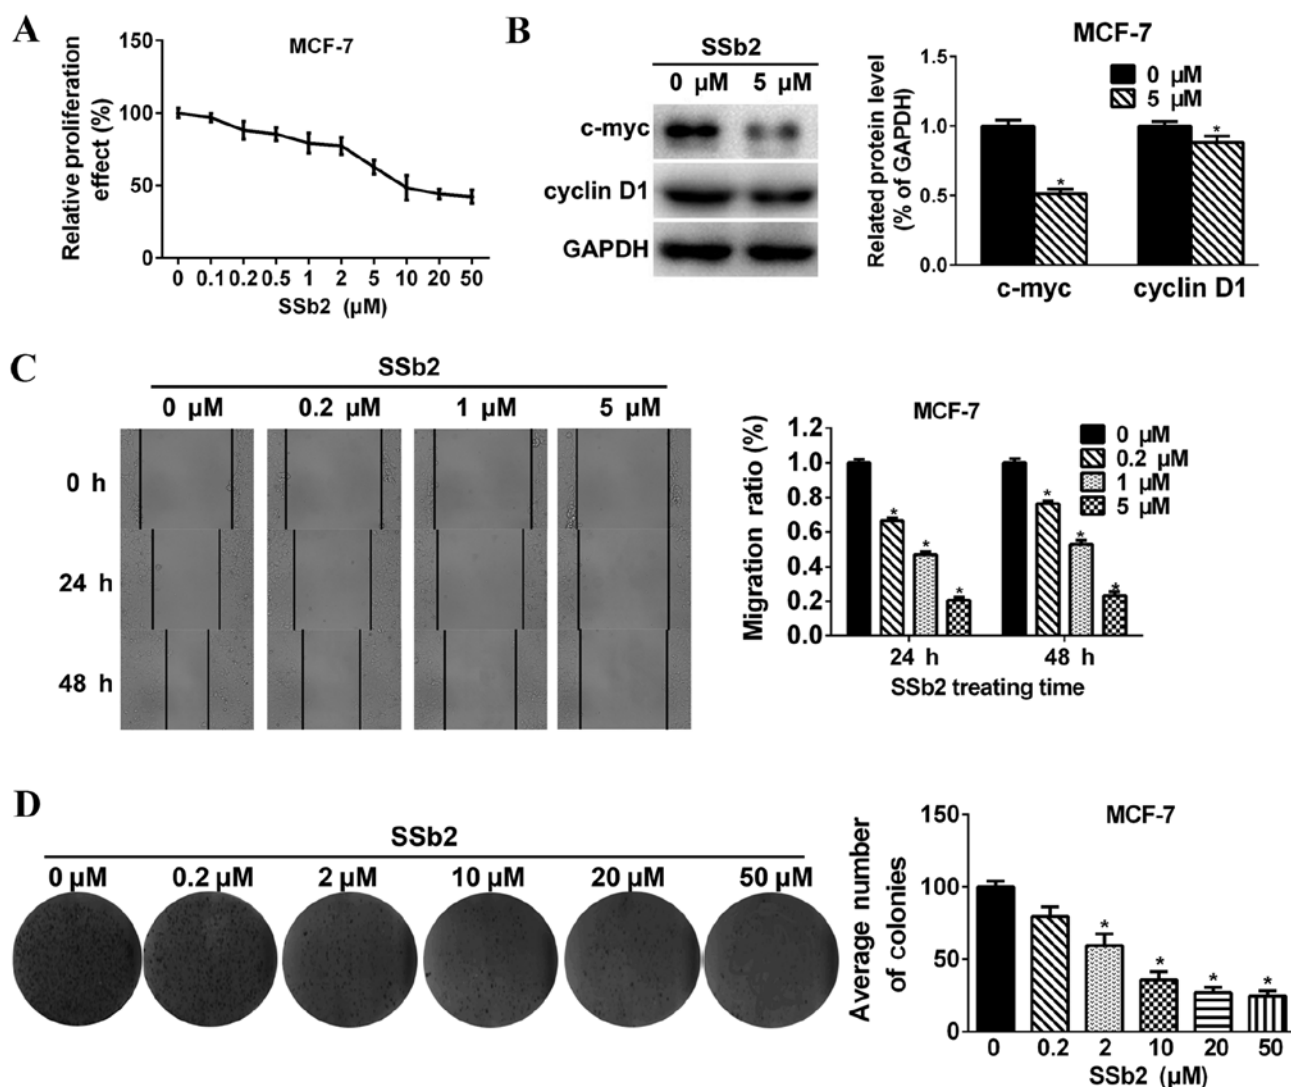 A
MCF-7
Relative proliferation
effect (%)
150
100
50
0
0 0.1 0.2 0.5 1 2 5 10 20 50
SSb2 (µM)
B
SSb2
0 µM 5 µM
c-myc
cyclin D1
GAPDH
MCF-7
0 µM
5 µM
Related protein level
(% of GAPDH)
1.5
1.0
0.5
0.0
*
*
c-myc cyclin D1
C
SSb2
0 µM 0.2 µM 1 µM 5 µM
0 h
24 h
48 h
MCF-7
0 µM
0.2 µM
1 µM
5 µM
Migration ratio (%)
1.2
1.0
0.8
0.6
0.4
0.2
0.0
* * *
* * *
24 h 48 h
SSb2 treating time
D
SSb2
0 µM 0.2 µM 2 µM 10 µM 20 µM 50 µM
MCF-7
Average number
of colonies
150
100
50
0
* * * *
0 0.2 2 10 20 50
SSb2 (µM)